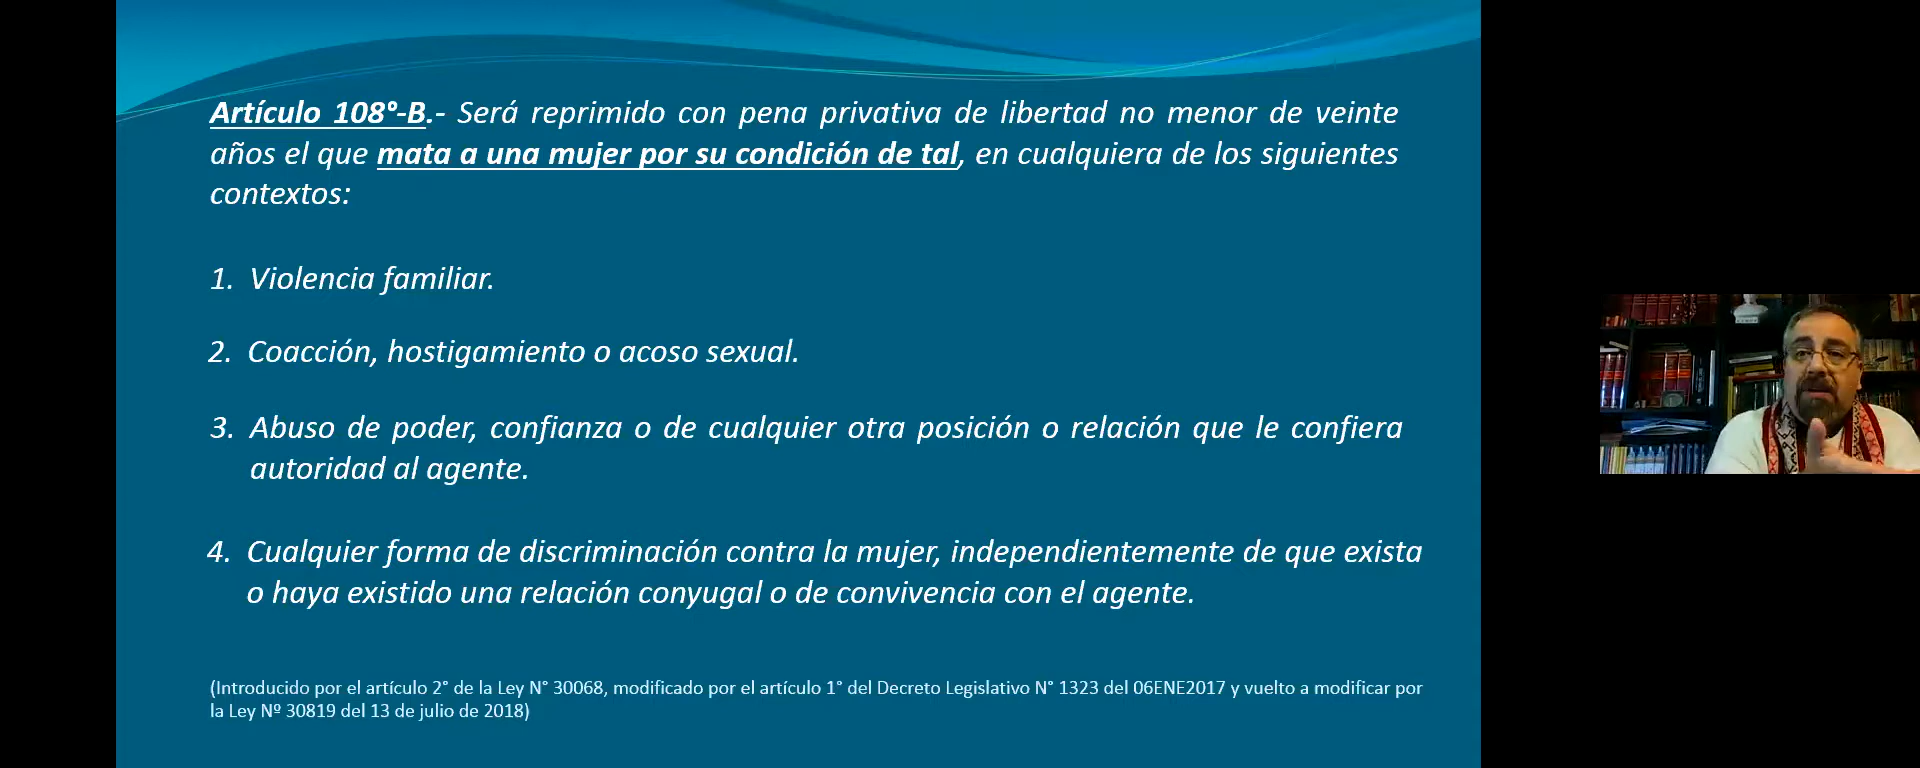 Artículo 108°-B.- Será reprimido con pena privativa de libertad no menor de veinte
años el que mata a una mujer por su condición de tal, en cualquiera de los siguientes
contextos:
1. Violencia familiar.
2. Coacción, hostigamiento o acoso sexual.
3. Abuso de poder, confianza o de cualquier otra posición o relación que le confiera
autoridad al agente.
4. Cualquier forma de discriminación contra la mujer, independientemente de que exista
o haya existido una relación conyugal o de convivencia con el agente.
(Introducido por el artículo 2° de la Ley N° 30068, modificado por el artículo 1° del Decreto Legislativo N° 1323 del 06ENE2017 y vuelto a modificar por
la Ley Nº 30819 del 13 de julio de 2018)